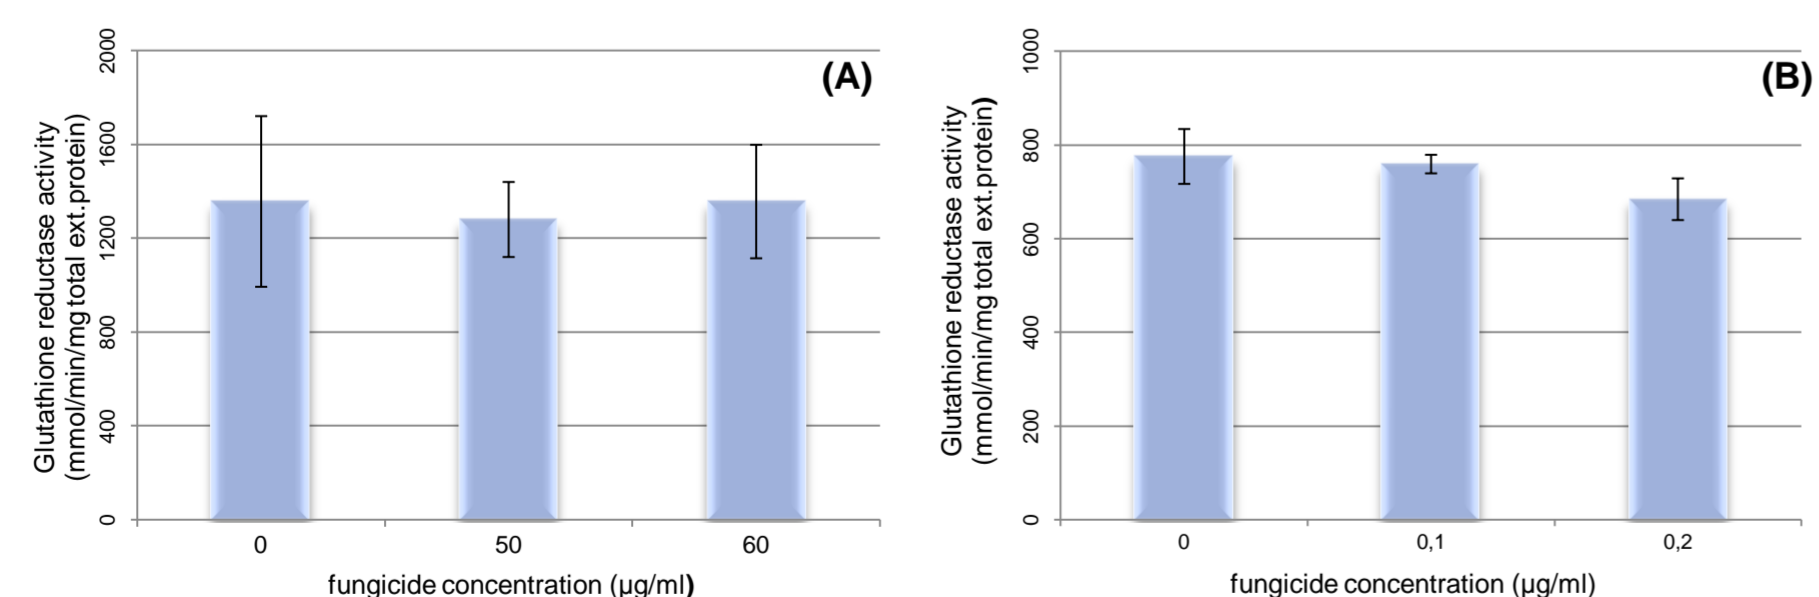 Glutathione reductase activity
(mmol/min/mg total ext.protein)
2000
1600
1200
800
400
0
(A)
0
50
60
fungicide concentration (µg/ml)
Glutathione reductase activity
(mmol/min/mg total ext.protein)
1000
800
600
400
200
0
(B)
0
0,1
0,2
fungicide concentration (µg/ml)